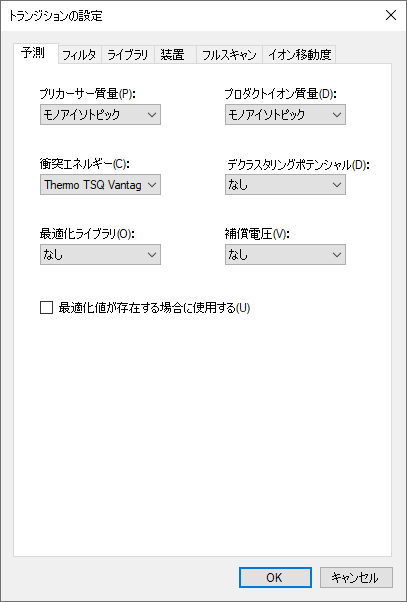 トランジションの設定
予測 フィルタ ライブラリ 装置 フルスキャン イオン移動度
プリカーサー質量(P): プロダクトイオン質量(D):
モノアイソトピック モノアイソトピック
衝突エネルギー(C): デクラスタリングポテンシャル(D):
Thermo TSQ Vantag なし
最適化ライブラリ(O): 補償電圧(V):
なし なし
最適化値が存在する場合に使用する(U)
OK キャンセル